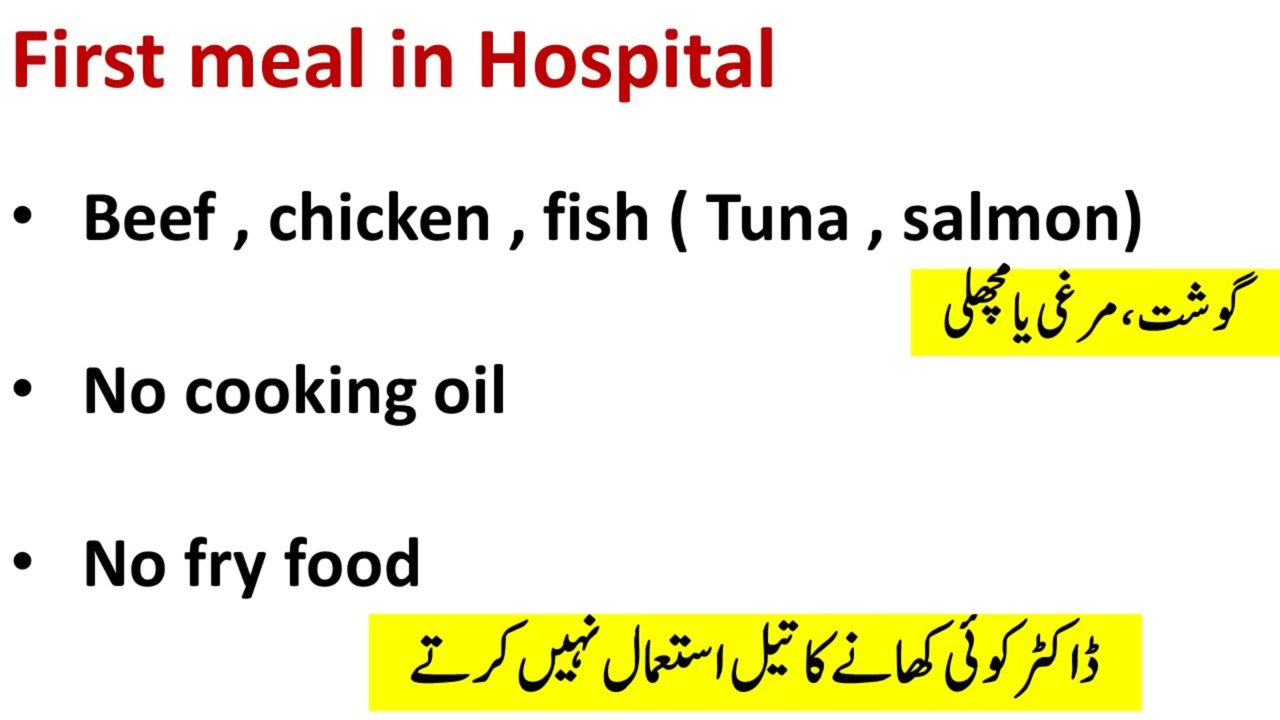 First meal in Hospital
• Beef , chicken , fish ( Tuna , salmon)
گوشت، مرغی یا مچھلی
• No cooking oil
• No fry food
ڈاکٹر کوئی کھانے کا تیل استعمال نہیں کرتے